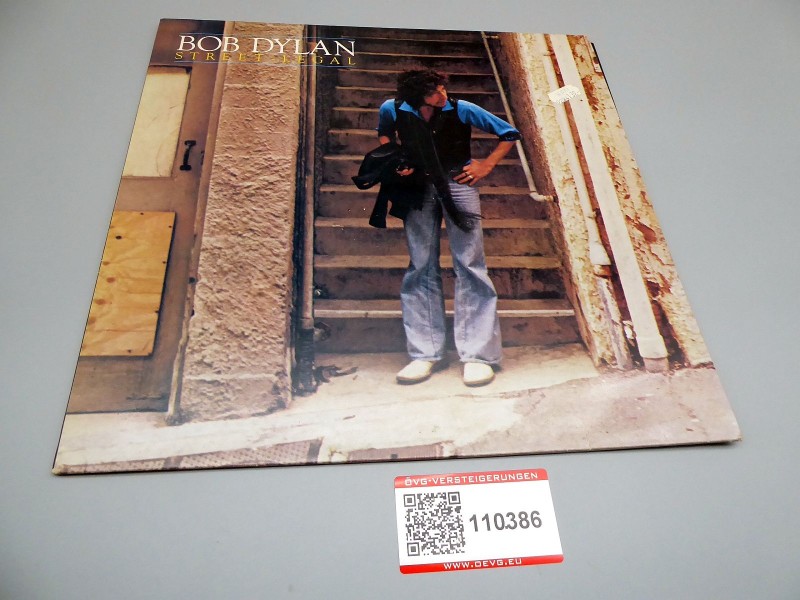 BOB DYLAN
STREET-LEGAL
ÖVG-VERSTEIGERUNGEN
110386
WWW.OEVG.EU